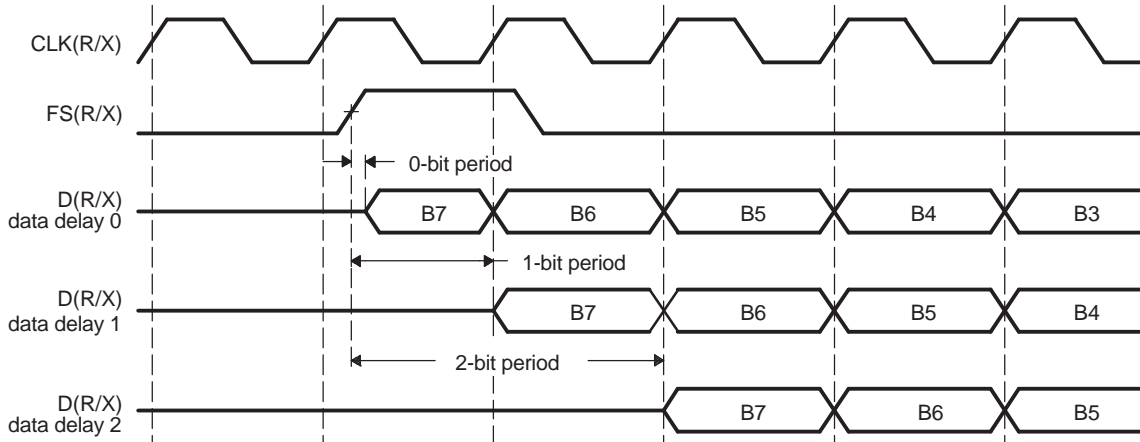 CLK(R/X)
FS(R/X)
0-bit period
D(R/X)
data delay 0
B7 B6 B5 B4 B3
1-bit period
D(R/X)
data delay 1
B7 B6 B5 B4
2-bit period
D(R/X)
data delay 2
B7 B6 B5